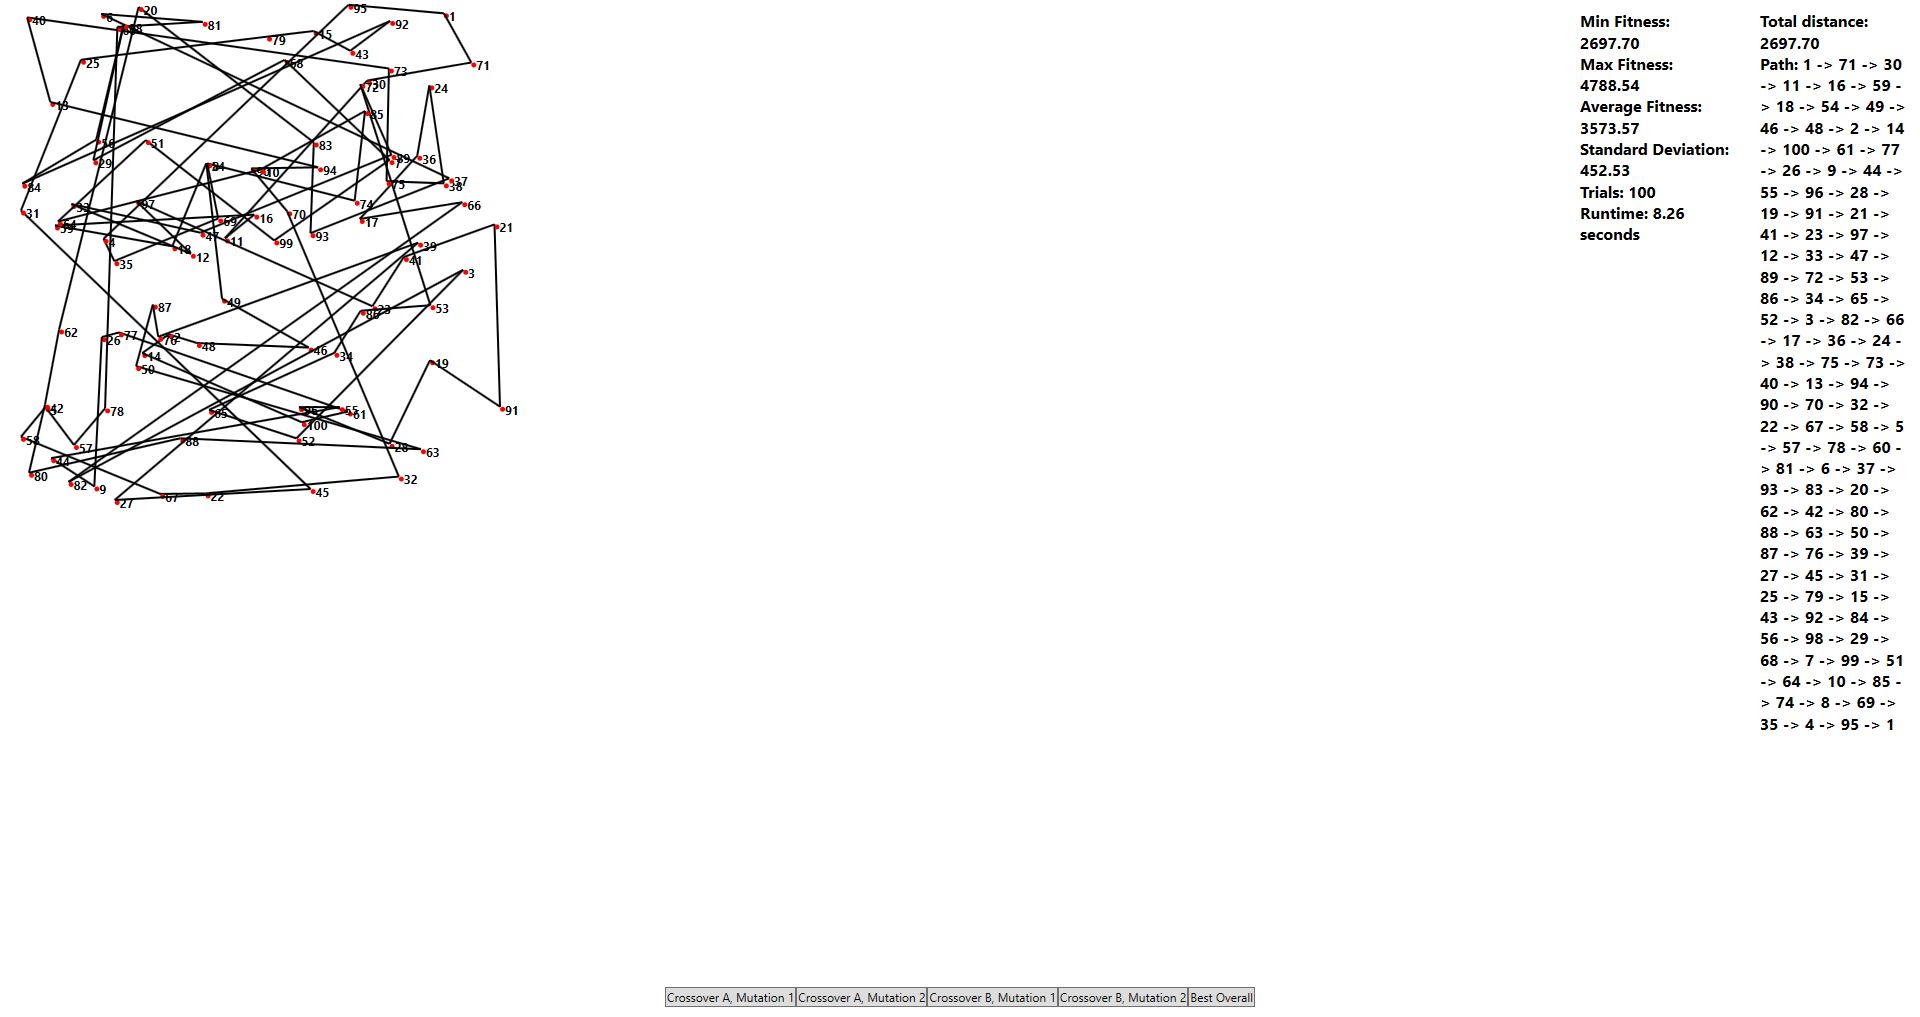 40
6
20
81
95
1
92
79
15
43
25
58
73
71
72
30
24
13
85
56
51
83
29
89
7
36
10
94
84
75
37
38
31
33
97
74
66
69
16
70
17
21
4
47
11
99
93
18
12
39
35
41
3
87
49
23
86
53
62
26
77
76
2
48
46
34
14
50
19
42
78
65
55
61
91
100
58
57
88
52
28
63
44
80
82
9
32
27
67
22
45
Min Fitness:
2697.70
Max Fitness:
4788.54
Average Fitness:
3573.57
Standard Deviation:
452.53
Trials: 100
Runtime: 8.26
seconds
Total distance:
2697.70
Path: 1 -> 71 -> 30
-> 11 -> 16 -> 59 -
> 18 -> 54 -> 49 ->
46 -> 48 -> 2 -> 14
-> 100 -> 61 -> 77
-> 26 -> 9 -> 44 ->
55 -> 96 -> 28 ->
19 -> 91 -> 21 ->
41 -> 23 -> 97 ->
12 -> 33 -> 47 ->
89 -> 72 -> 53 ->
86 -> 34 -> 65 ->
52 -> 3 -> 82 -> 66
-> 17 -> 36 -> 24 -
> 38 -> 75 -> 73 ->
40 -> 13 -> 94 ->
90 -> 70 -> 32 ->
22 -> 67 -> 58 -> 5
-> 57 -> 78 -> 60 -
> 81 -> 6 -> 37 ->
93 -> 83 -> 20 ->
62 -> 42 -> 80 ->
88 -> 63 -> 50 ->
87 -> 76 -> 39 ->
27 -> 45 -> 31 ->
25 -> 79 -> 15 ->
43 -> 92 -> 84 ->
56 -> 98 -> 29 ->
68 -> 7 -> 99 -> 51
-> 64 -> 10 -> 85 -
> 74 -> 8 -> 69 ->
35 -> 4 -> 95 -> 1
Crossover A, Mutation 1
Crossover A, Mutation 2
Crossover B, Mutation 1
Crossover B, Mutation 2
Best Overall